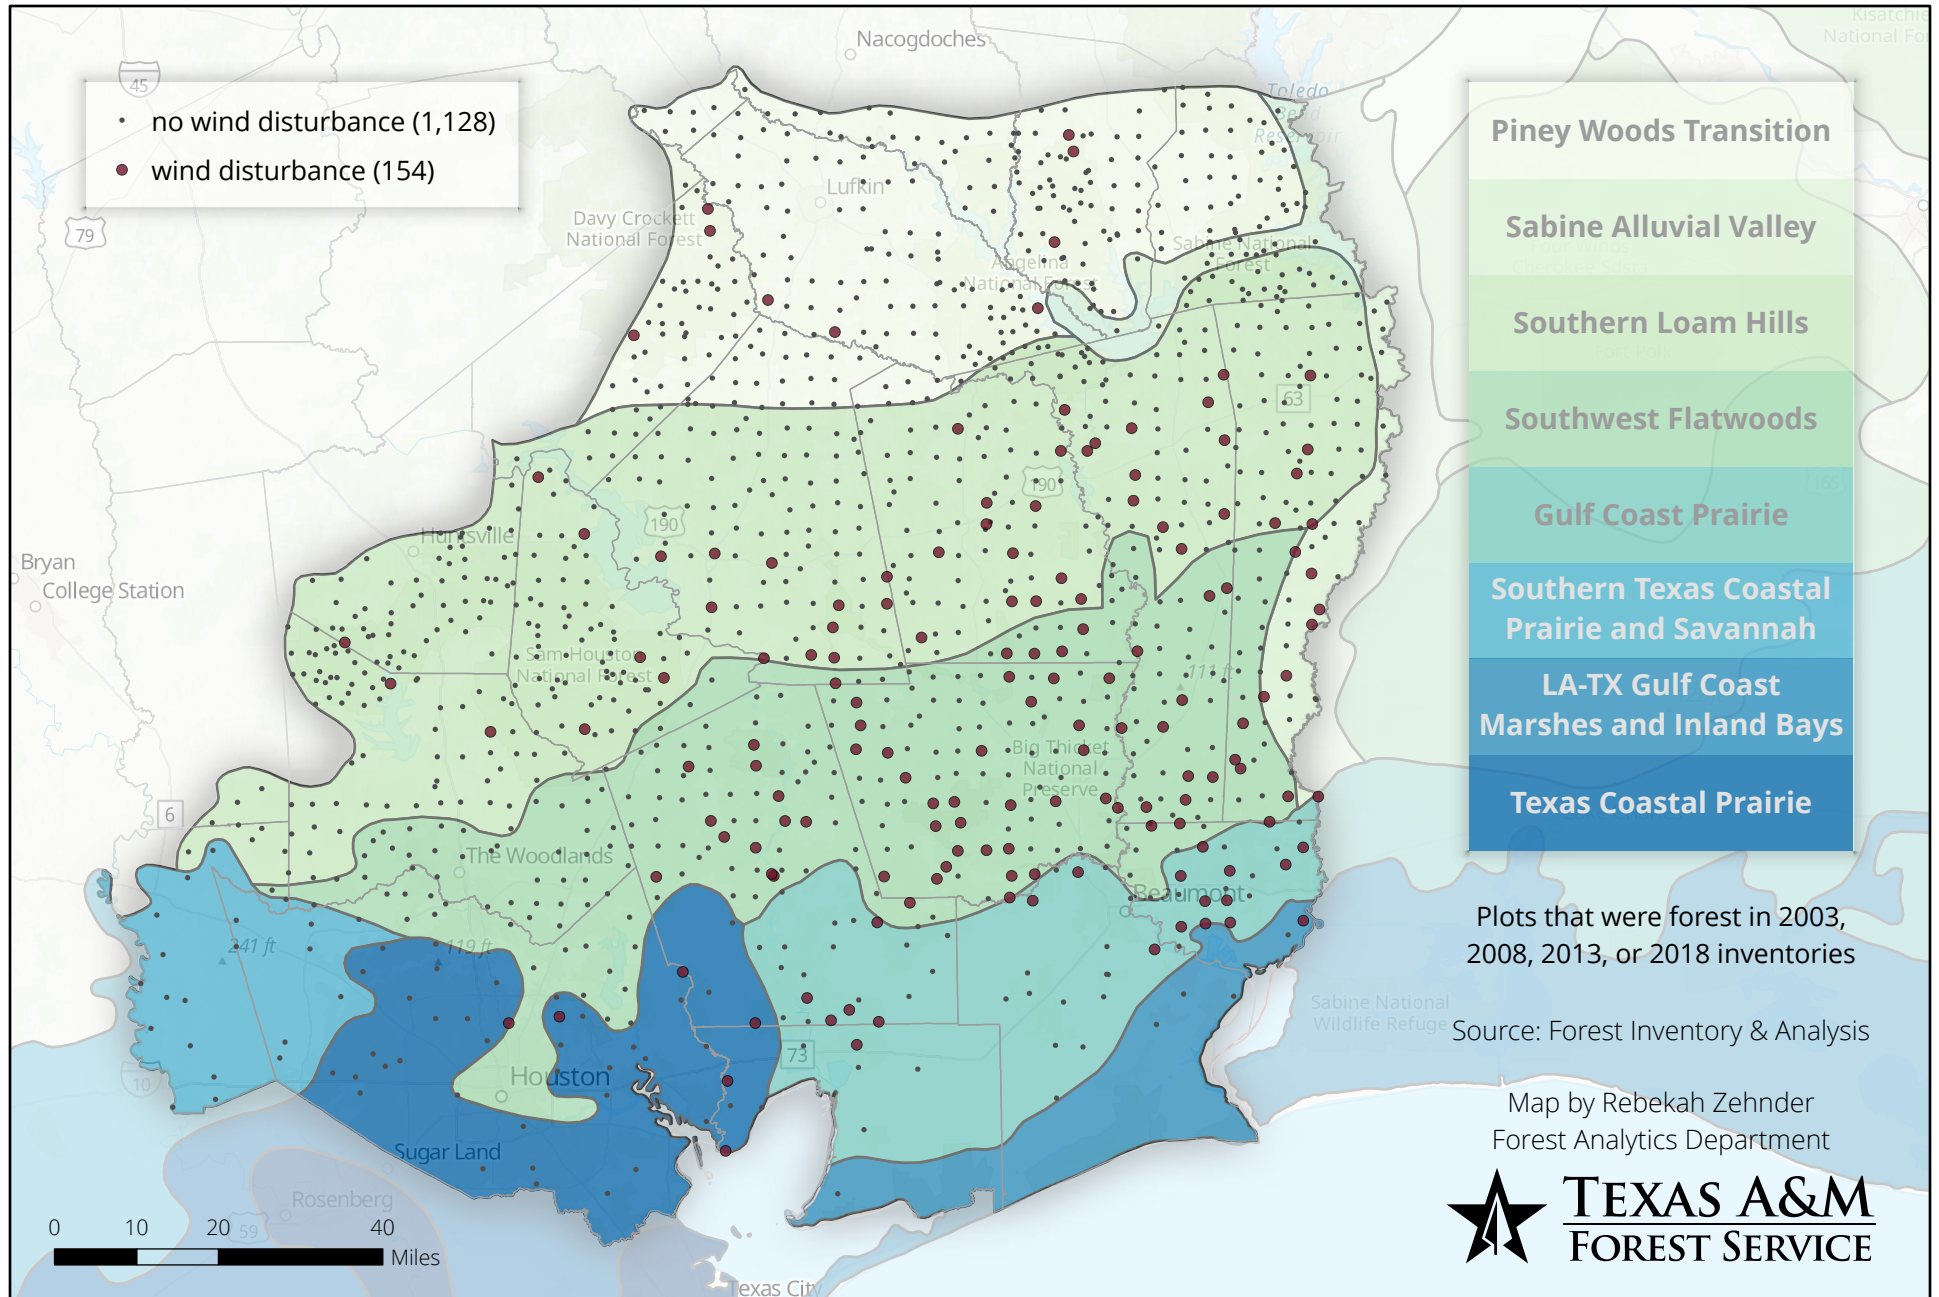 Kisatchie
National For
Nacogdoches
45
Toledo
Bend
Reservoir
no wind disturbance (1,128)
wind disturbance (154)
Piney Woods Transition
Lufkin
Davy Crockett
National Forest
79
Sabine Alluvial Valley
Sabine National
Forest
Angelina
National Forest
Southern Loam Hills
63
Southwest Flatwoods
190
190
Huntsville
Gulf Coast Prairie
165
Bryan
College Station
Southern Texas Coastal
Prairie and Savannah
Sam Houston
National Forest
111 ft
LA-TX Gulf Coast
Marshes and Inland Bays
Big Thicket
National
Preserve
6
Texas Coastal Prairie
The Woodlands
Beaumont
241 ft
119 ft
Plots that were forest in 2003,
2008, 2013, or 2018 inventories
Sabine National
Wildlife Refuge
Source: Forest Inventory & Analysis
73
10
Houston
Map by Rebekah Zehnder
Forest Analytics Department
Sugar Land
Rosenberg
59
TEXAS A&M
FOREST SERVICE
0 10 20 40
Miles
Texas City